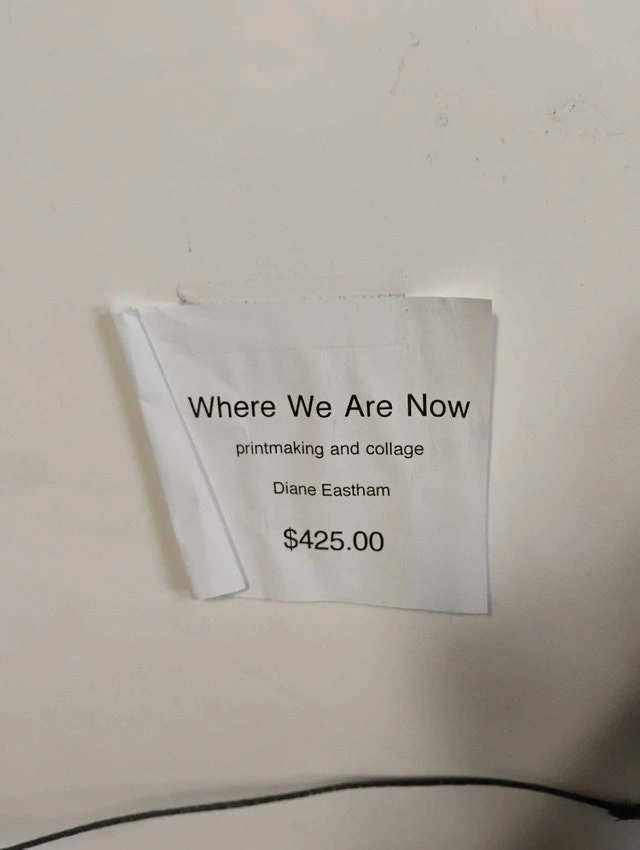 Where We Are Now
printmaking and collage
Diane Eastham
$425.00